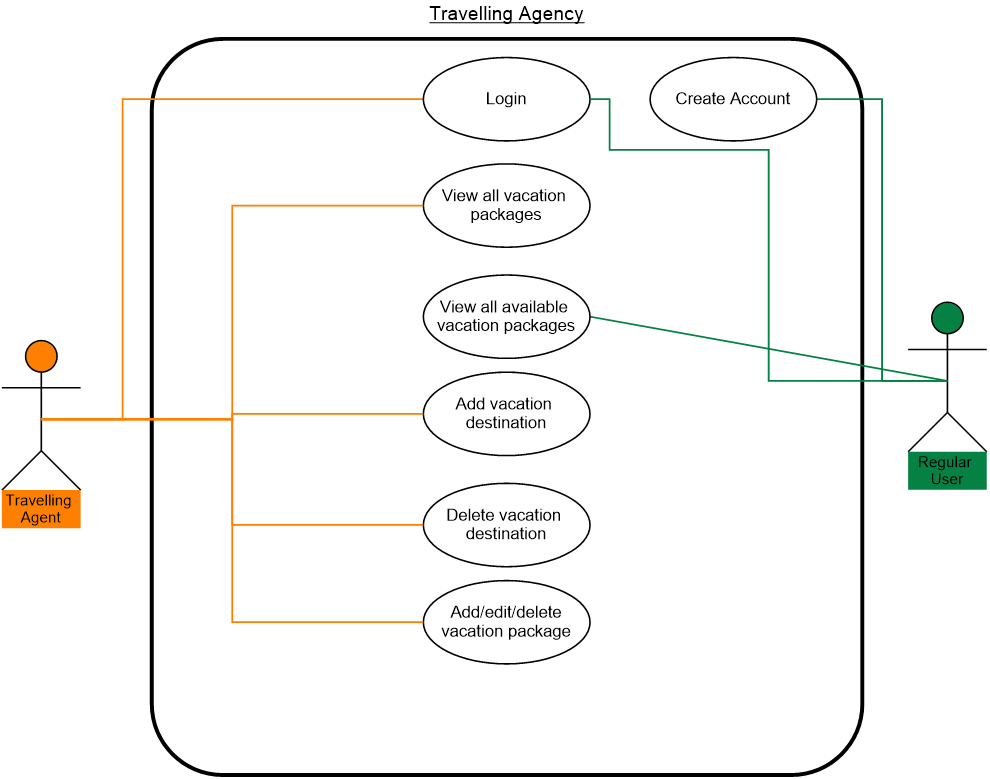 Travelling Agency
Login
Create Account
View all vacation
packages
View all available
vacation packages
Add vacation
destination
Delete vacation
destination
Add/edit/delete
vacation package
Travelling
Agent
Regular
User